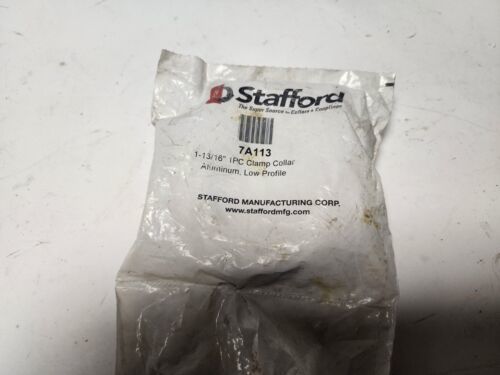 Stafford
The Super Source for Collars & Couplings
7A113
1-13/16" 1PC Clamp Collar
Aluminum, Low Profile
STAFFORD MANUFACTURING CORP.
www.staffordmfg.com